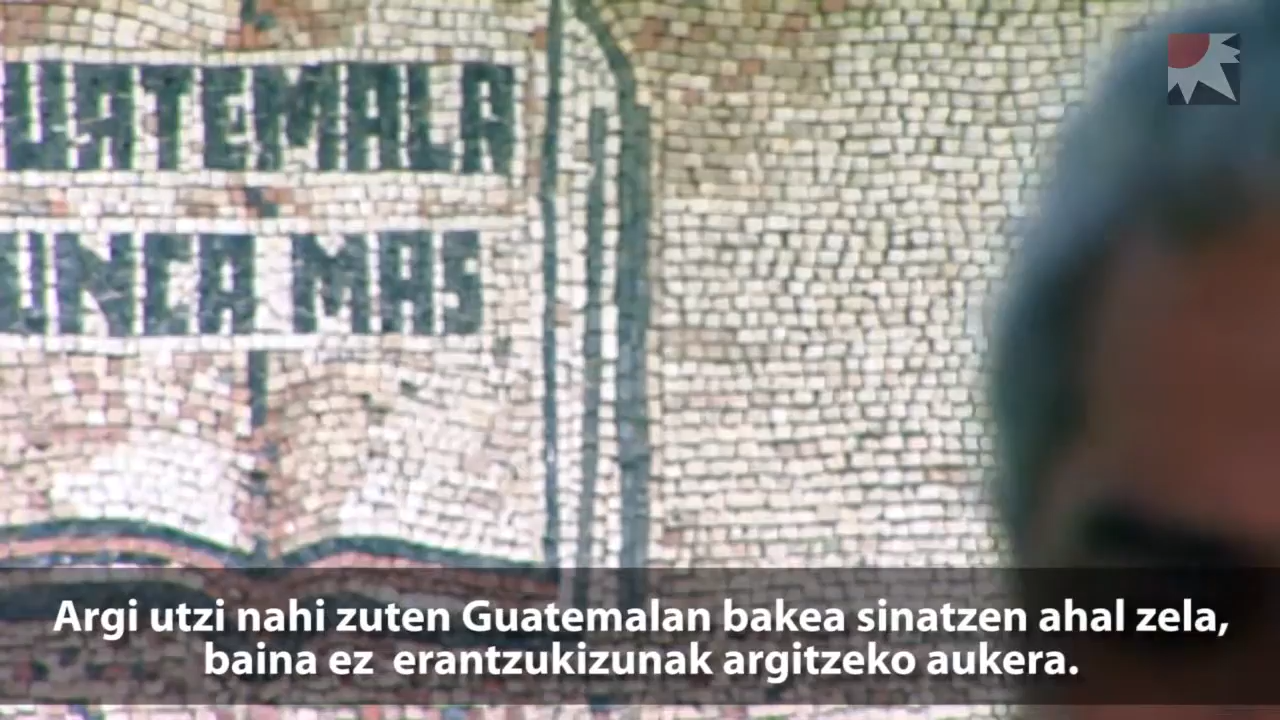 UATEMALA
UNCA MAS
Argi utzi nahi zuten Guatemalan bakea sinatzen ahal zela,
baina ez erantzukizunak argitzeko aukera.